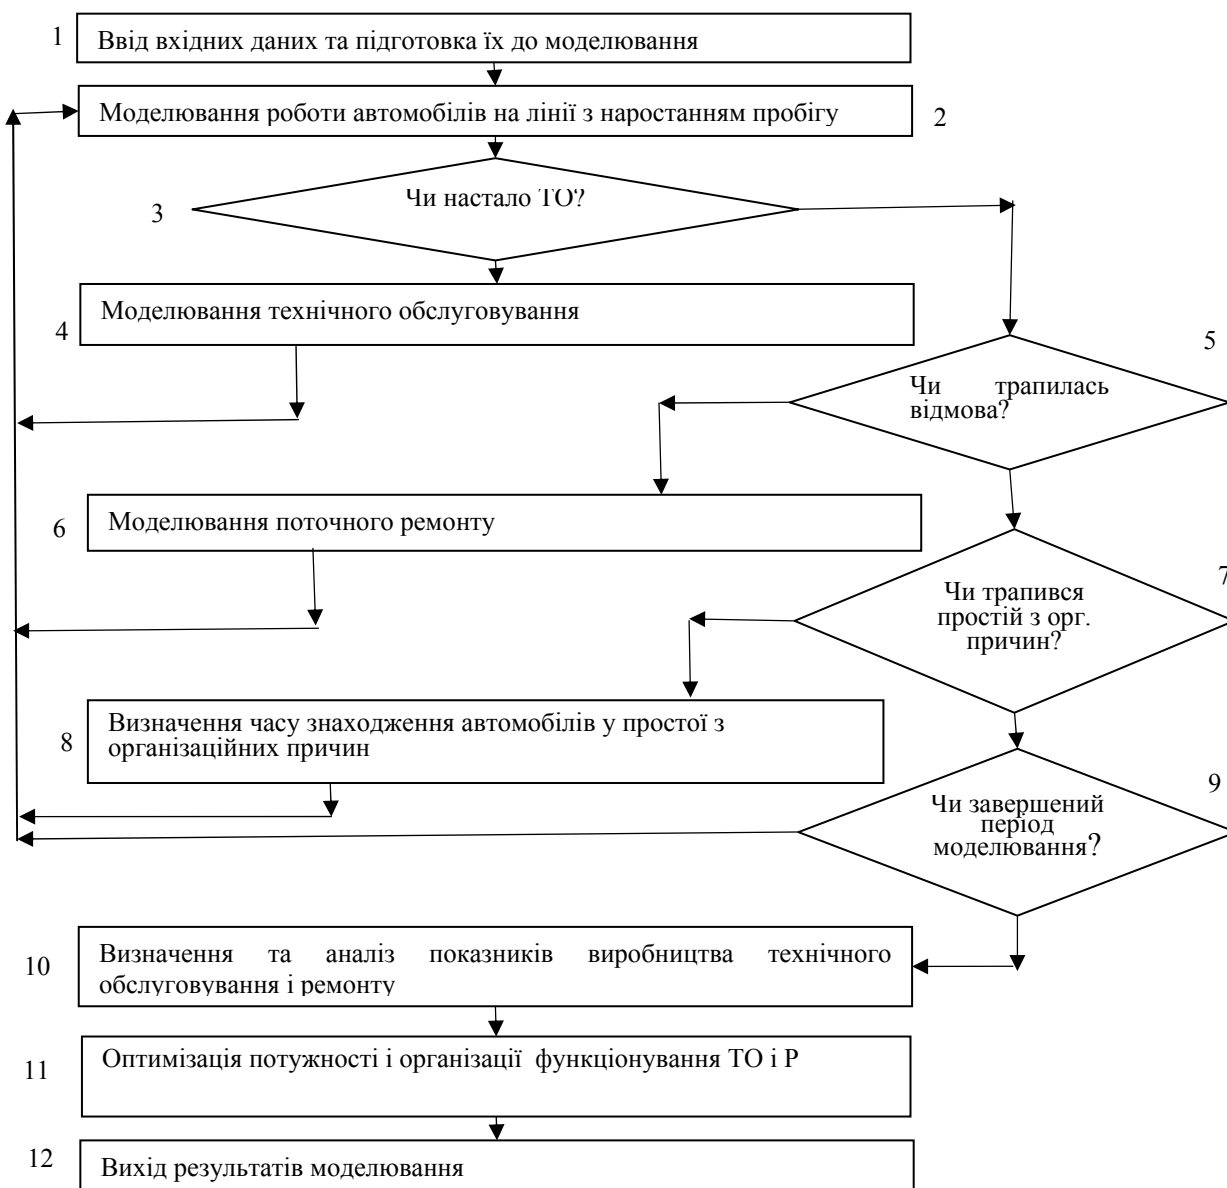 1
Ввід вхідних даних та підготовка їх до моделювання
Моделювання роботи автомобілів на лінії з наростанням пробігу
2
Чи настало ТО?
3
Моделювання технічного обслуговування
4
5
Чи трапилась
відмова?
Моделювання поточного ремонту
6
7
Чи трапився
простій з орг.
причин?
Визначення часу знаходження автомобілів у простої з
організаційних причин
8
9
Чи завершений
період
моделювання?
Визначення та аналіз показників виробництва технічного
обслуговування і ремонту
10
Оптимізація потужності і організації функціонування ТО і Р
11
12
Вихід результатів моделювання